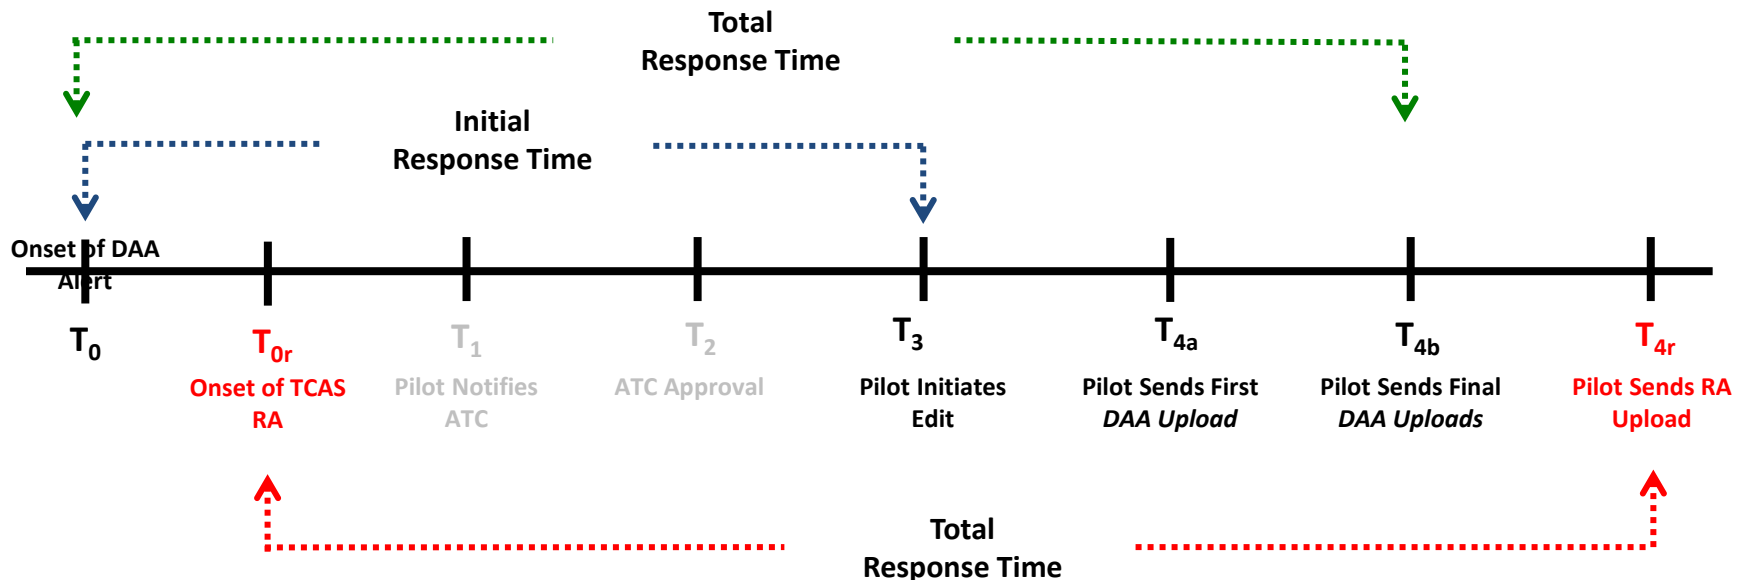 Total
Response Time
Initial
Response Time
Onset of DAA
Alert
T0
T0r
T1
T2
T3
T4a
T4b
T4r
Onset of TCAS
RA
Pilot Notifies
ATC
ATC Approval
Pilot Initiates
Edit
Pilot Sends First
DAA Upload
Pilot Sends Final
DAA Uploads
Pilot Sends RA
Upload
Total
Response Time